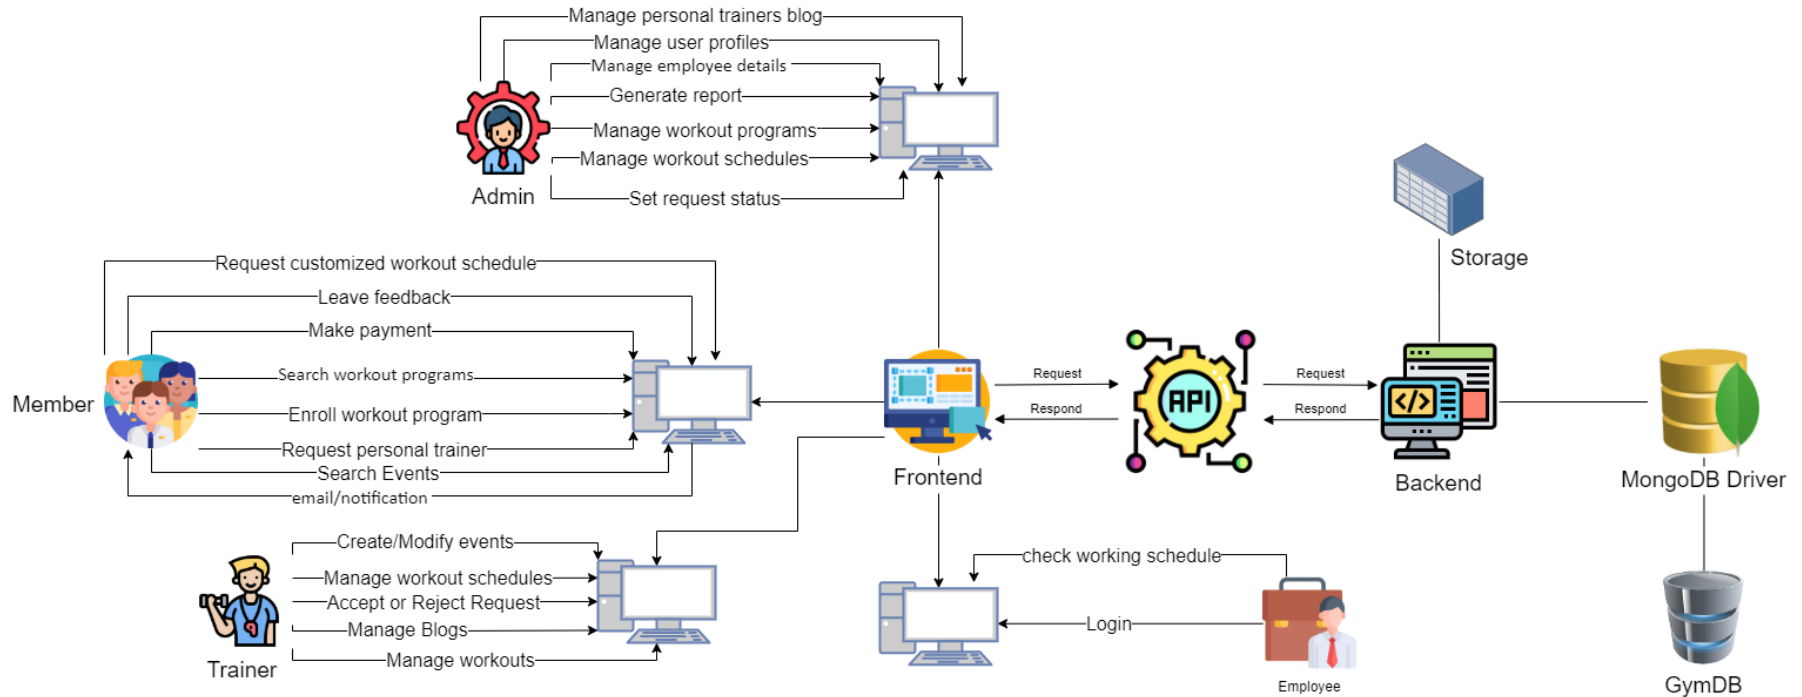 Manage personal trainers blog
Manage user profiles
Manage employee details
Generate report
Manage workout programs
Manage workout schedules
Set request status
Admin
Storage
Request customized workout schedule
Leave feedback
Make payment
Search workout programs
Enroll workout program
Request personal trainer
Search Events
email/notification
Member
Frontend
Request
Respond
API
Request
Respond
</>
Backend
MongoDB Driver
Create/Modify events
Manage workout schedules
Accept or Reject Request
Manage Blogs
Manage workouts
Trainer
check working schedule
Login
Employee
GymDB